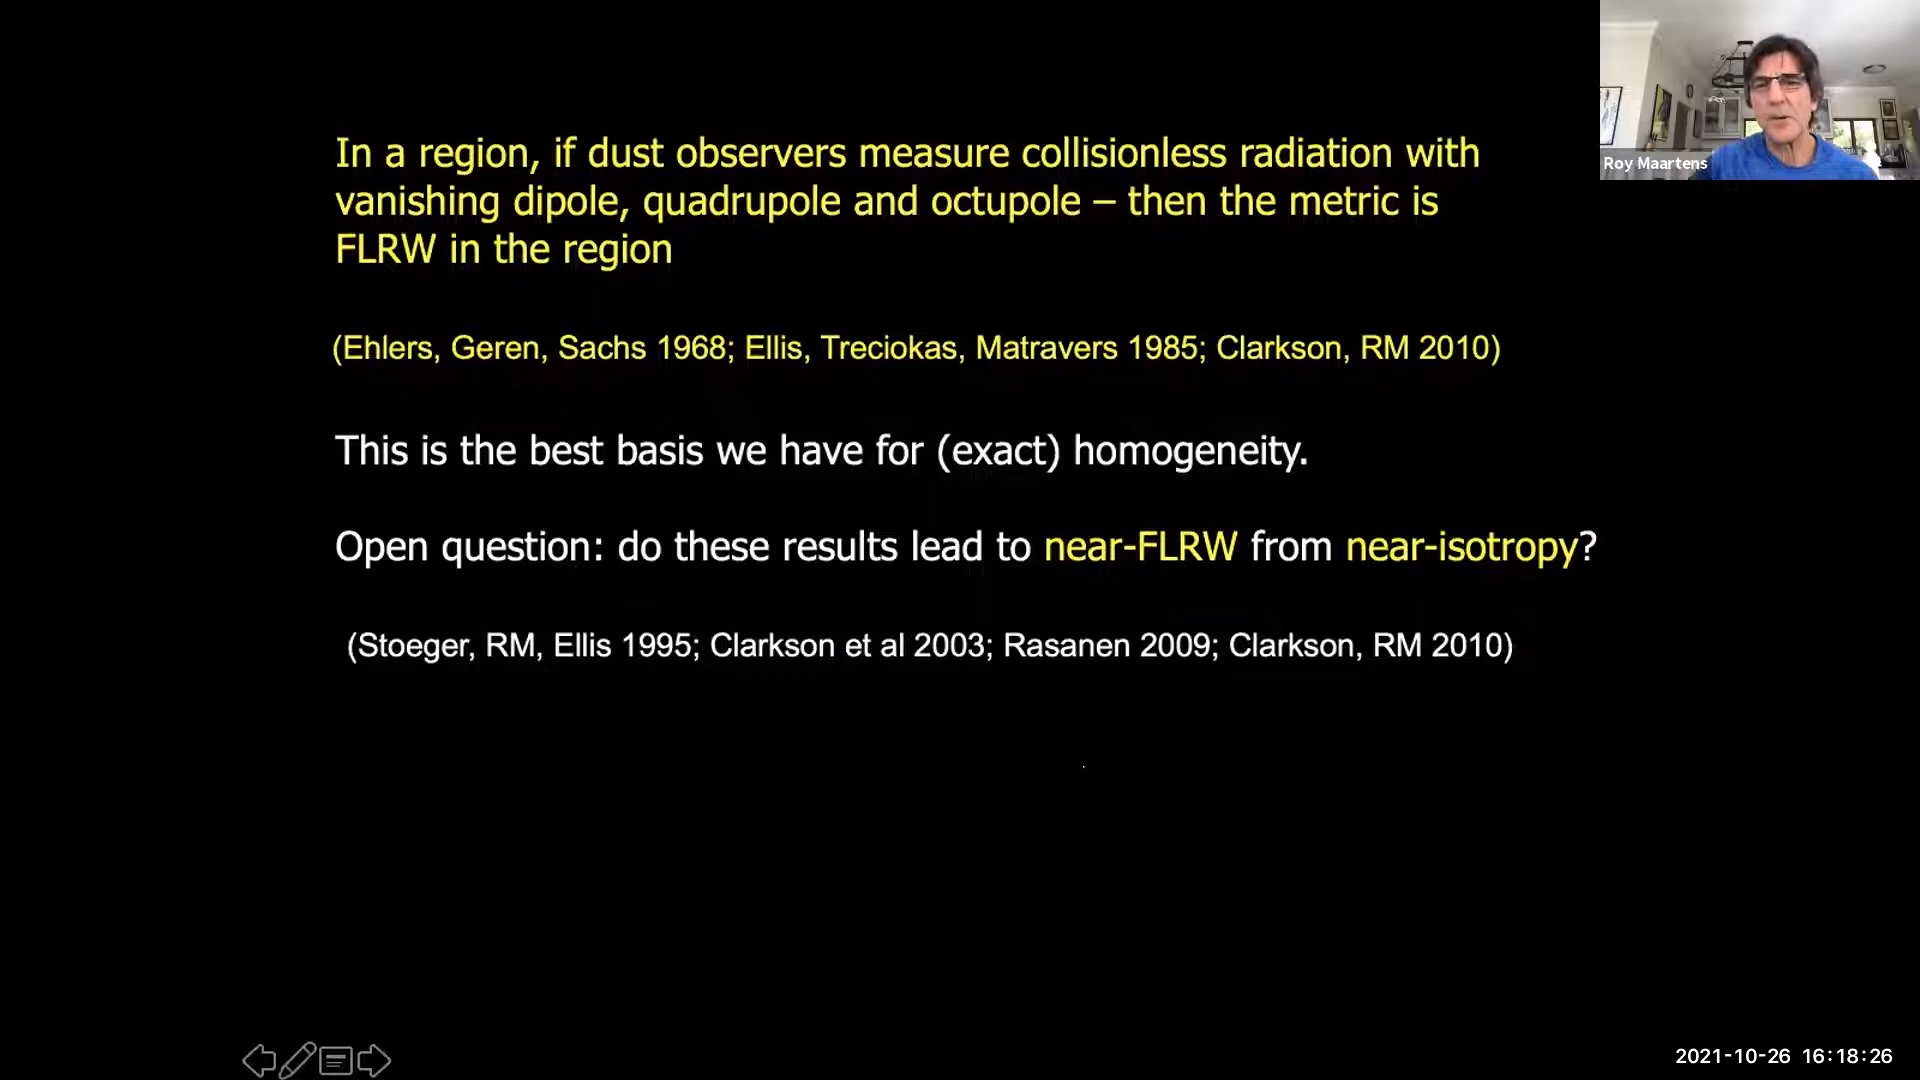 In a region, if dust observers measure collisionless radiation with
vanishing dipole, quadrupole and octupole – then the metric is
FLRW in the region
(Ehlers, Geren, Sachs 1968; Ellis, Treciokas, Matravers 1985; Clarkson, RM 2010)
This is the best basis we have for (exact) homogeneity.
Open question: do these results lead to near-FLRW from near-isotropy?
(Stoeger, RM, Ellis 1995; Clarkson et al 2003; Rasanen 2009; Clarkson, RM 2010)
Roy Maartens
2021-10-26 16:18:26